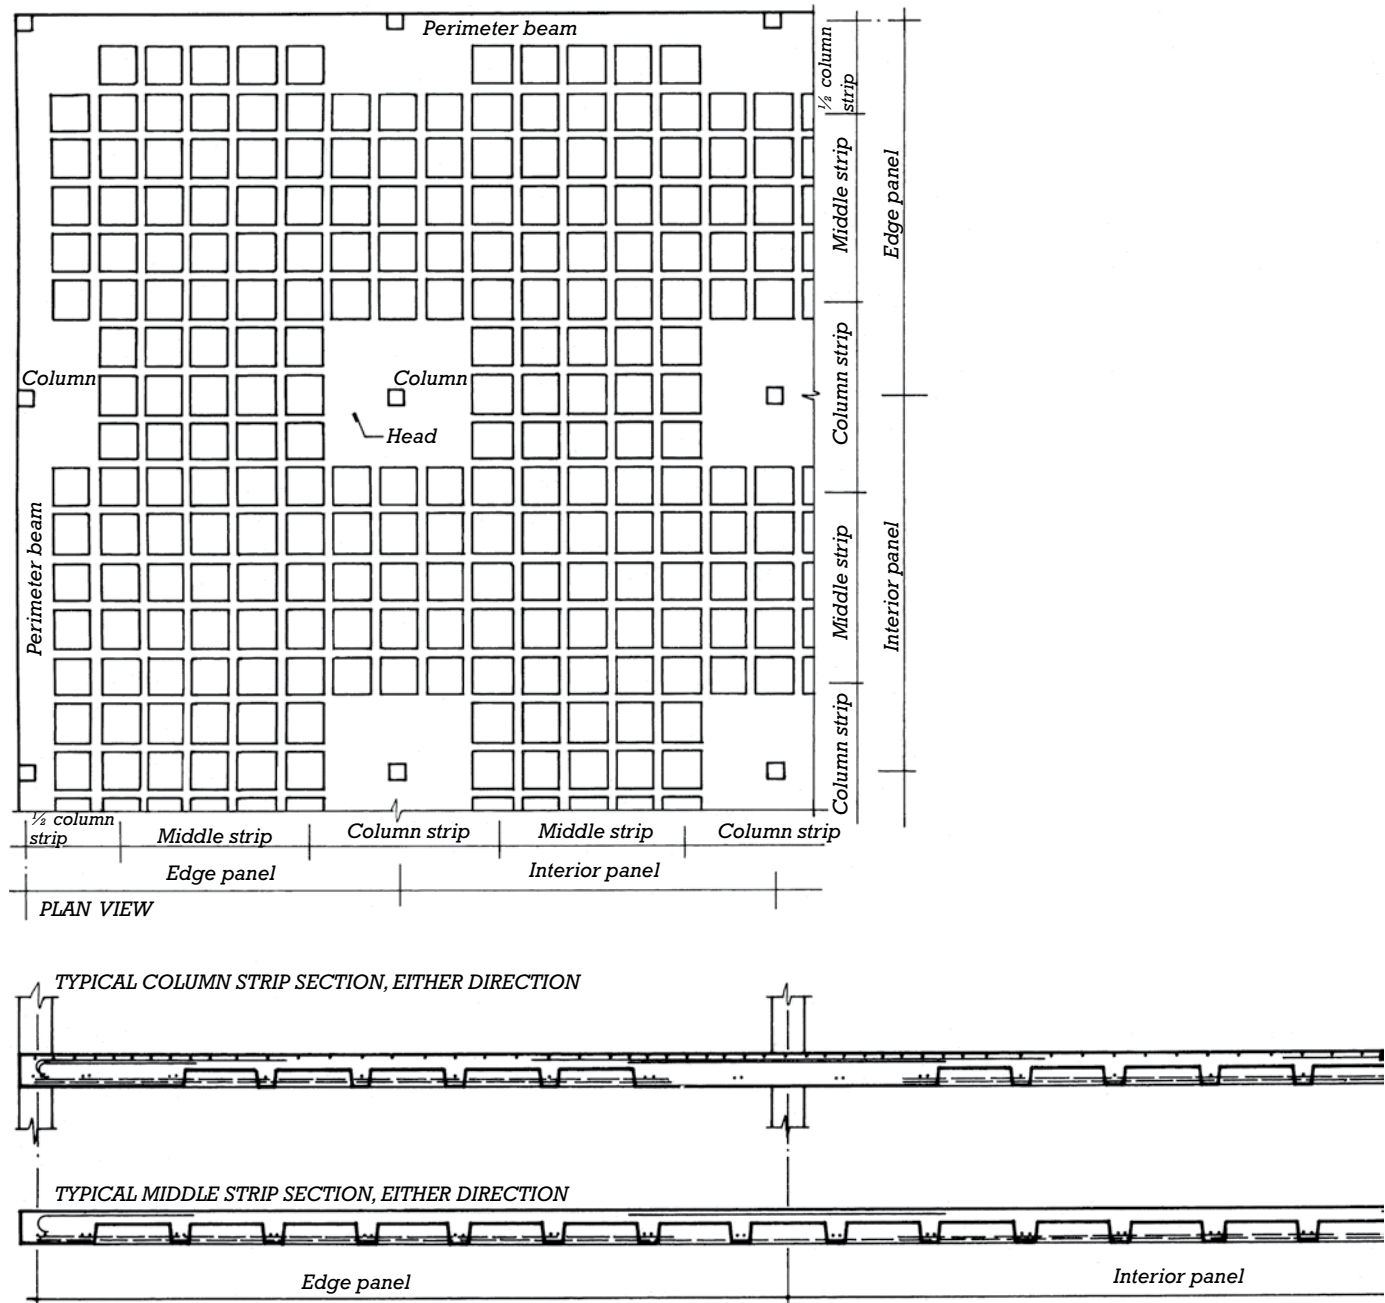 Perimeter beam
½ column
strip
Middle strip
Edge panel
Column
Column
Head
Column strip
Perimeter beam
Middle strip
Interior panel
Column strip
½ column
strip
Middle strip
Column strip
Middle strip
Column strip
Edge panel
Interior panel
PLAN VIEW
TYPICAL COLUMN STRIP SECTION, EITHER DIRECTION
TYPICAL MIDDLE STRIP SECTION, EITHER DIRECTION
Edge panel
Interior panel